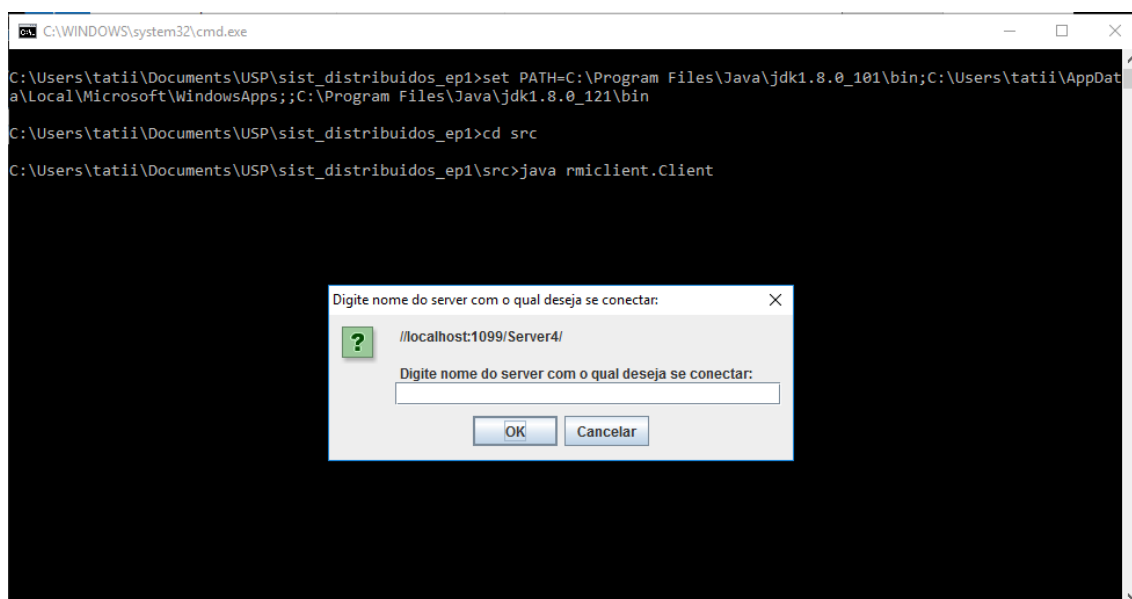 C:\WINDOWS\system32\cmd.exe
C:\Users\tatii\Documents\USP\sist_distribuidos_ep1>set PATH=C:\Program Files\Java\jdk1.8.0_101\bin;C:\Users\tatii\AppDat
a\Local\Microsoft\WindowsApps;;C:\Program Files\Java\jdk1.8.0_121\bin
C:\Users\tatii\Documents\USP\sist_distribuidos_ep1>cd src
C:\Users\tatii\Documents\USP\sist_distribuidos_ep1\src>java rmiclient.Client
Digite nome do server com o qual deseja se conectar:
//localhost:1099/Server4/
Digite nome do server com o qual deseja se conectar:
OK Cancelar